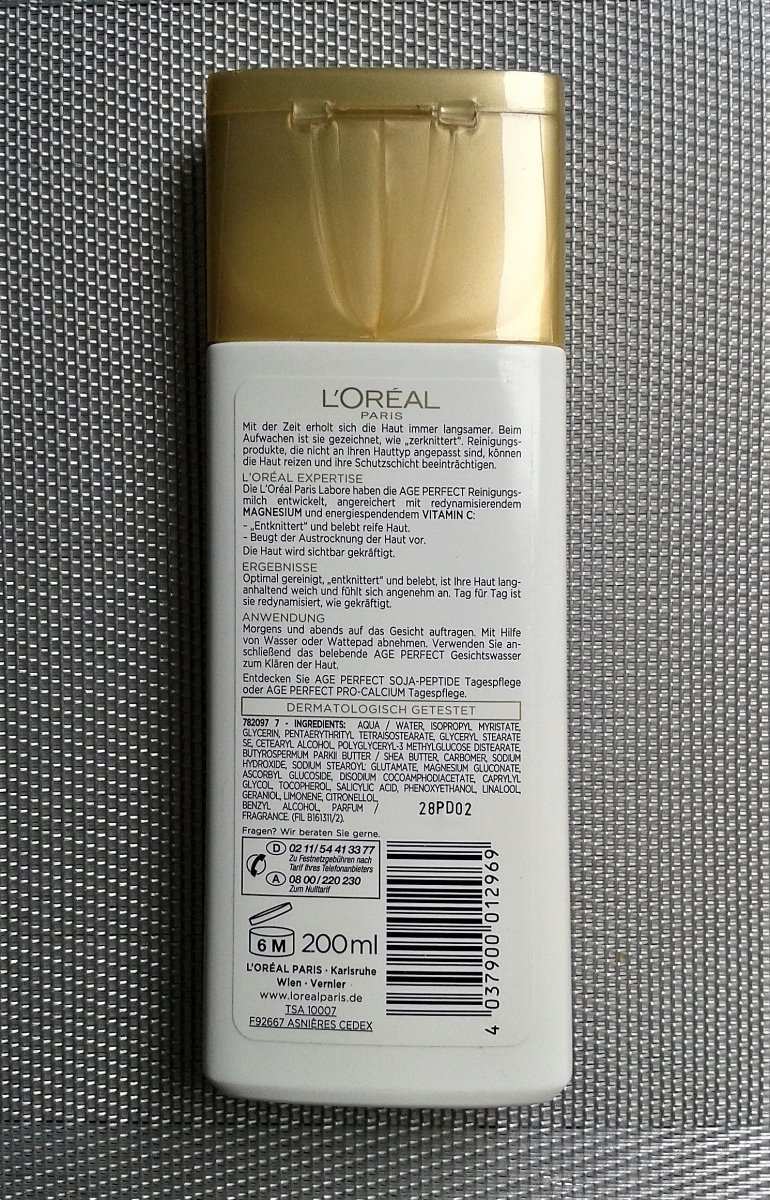 L'ORÉAL
PARIS
Mit der Zeit erholt sich die Haut immer langsamer. Beim
Aufwachen ist sie gezeichnet, wie „zerknittert". Reinigungs-
produkte, die nicht an Ihren Hauttyp angepasst sind, können
die Haut reizen und ihre Schutzschicht beeinträchtigen.
L'ORÉAL EXPERTISE
Die L'Oréal Paris Labore haben die AGE PERFECT Reinigungs-
milch entwickelt, angereichert mit redynamisierendem
MAGNESIUM und energiespendendem VITAMIN C:
– „Entknittert" und belebt reife Haut.
– Beugt der Austrocknung der Haut vor.
Die Haut wird sichtbar gekräftigt.
ERGEBNISSE
Optimal gereinigt, „entknittert" und belebt, ist Ihre Haut lang-
anhaltend weich und fühlt sich angenehm an. Tag für Tag ist
sie redynamisiert, wie gekräftigt.
ANWENDUNG
Morgens und abends auf das Gesicht auftragen. Mit Hilfe
von Wasser oder Wattepad abnehmen. Verwenden Sie an-
schließend das belebende AGE PERFECT Gesichtswasser
zum Klären der Haut.
Entdecken Sie AGE PERFECT SOJA-PEPTIDE Tagespflege
oder AGE PERFECT PRO-CALCIUM Tagespflege.
DERMATOLOGISCH GETESTET
782097 7 - INGREDIENTS: AQUA / WATER, ISOPROPYL MYRISTATE,
GLYCERIN, PENTAERYTHRITYL TETRAISOSTEARATE, GLYCERYL STEARATE
SE, CETEARYL ALCOHOL, POLYGLYCERYL-3 METHYLGLUCOSE DISTEARATE,
BUTYROSPERMUM PARKII BUTTER / SHEA BUTTER, CARBOMER, SODIUM
HYDROXIDE, SODIUM STEAROYL GLUTAMATE, MAGNESIUM GLUCONATE,
ASCORBYL GLUCOSIDE, DISODIUM COCOAMPHODIACETATE, CAPRYLYL
GLYCOL, TOCOPHEROL, SALICYLIC ACID, PHENOXYETHANOL, LINALOOL,
GERANIOL, LIMONENE, CITRONELLOL,
BENZYL ALCOHOL, PARFUM /
FRAGRANCE. (FIL B161311/2).
28PD02
Fragen? Wir beraten Sie gerne.
D 02 11/54 41 33 77
Zu Festnetzgebühren nach
Tarif Ihres Telefonanbieters
A 08 00/220 230
Zum Nulltarif
6 M 200 ml
L'ORÉAL PARIS · Karlsruhe
Wien · Vernier
www.lorealparis.de
TSA 10007
F92667 ASNIÈRES CEDEX
4 037900 012969